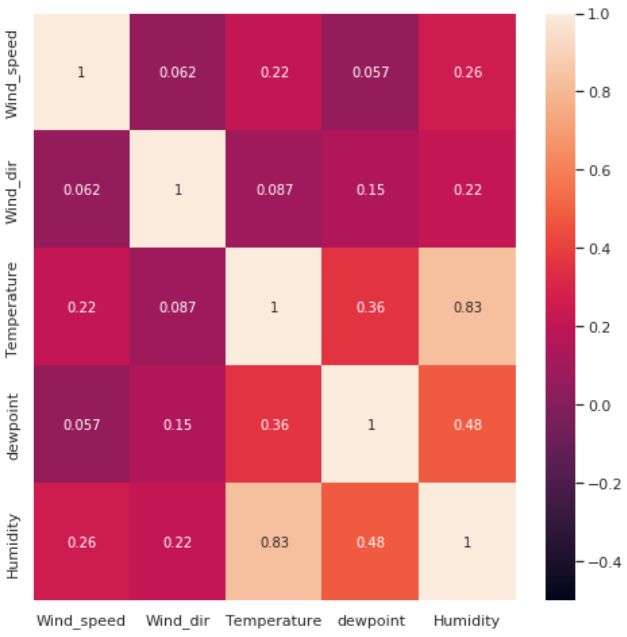 Wind_speed 1 0.062 0.22 0.057 0.26
Wind_dir 0.062 1 0.087 0.15 0.22
Temperature 0.22 0.087 1 0.36 0.83
dewpoint 0.057 0.15 0.36 1 0.48
Humidity 0.26 0.22 0.83 0.48 1
Wind_speed Wind_dir Temperature dewpoint Humidity
1.0
0.8
0.6
0.4
0.2
0.0
−0.2
−0.4